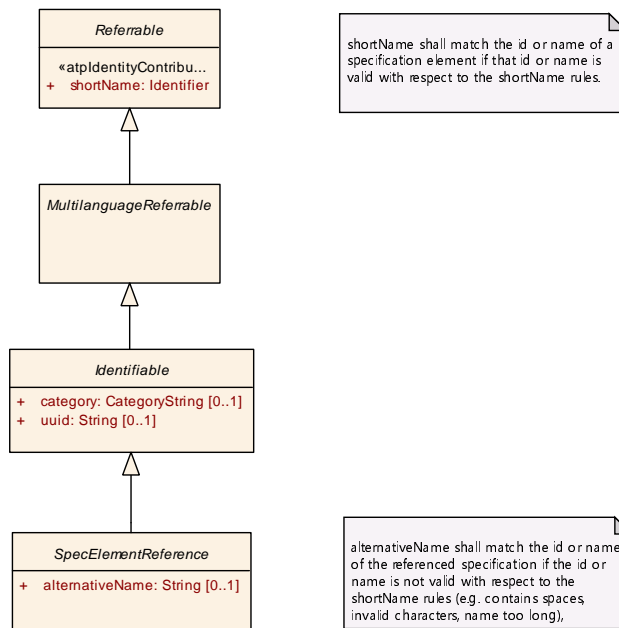 Referrable
«atpIdentityContribu...
+ shortName: Identifier
shortName shall match the id or name of a
specification element if that id or name is
valid with respect to the shortName rules.
MultilanguageReferrable
Identifiable
+ category: CategoryString [0..1]
+ uuid: String [0..1]
SpecElementReference
+ alternativeName: String [0..1]
alternativeName shall match the id or name
of the referenced specification if the id or
name is not valid with respect to the
shortName rules (e.g. contains spaces,
invalid characters, name too long),